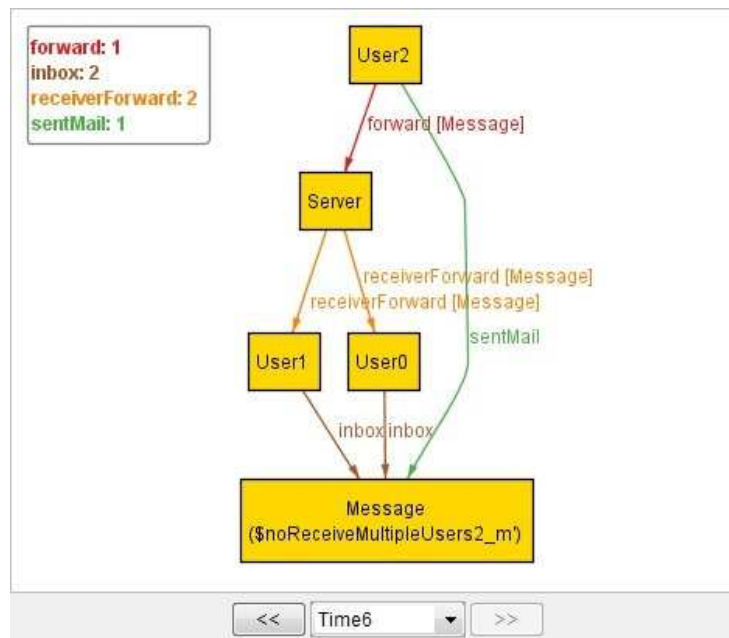 forward: 1
inbox: 2
receiverForward: 2
sentMail: 1
User2
forward [Message]
Server
receiverForward [Message]
receiverForward [Message]
sentMail
User1
User0
inbox
inbox
Message
($noReceiveMultipleUsers2_m')
<<
Time6
>>